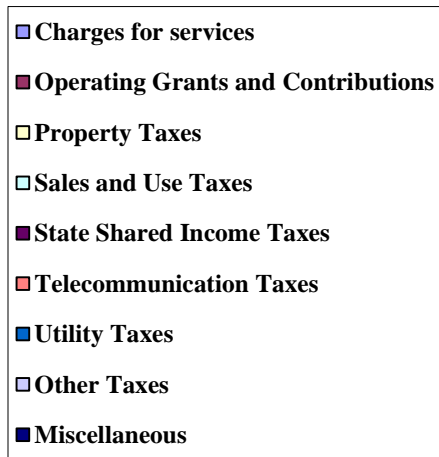 Charges for services
Operating Grants and Contributions
Property Taxes
Sales and Use Taxes
State Shared Income Taxes
Telecommunication Taxes
Utility Taxes
Other Taxes
Miscellaneous